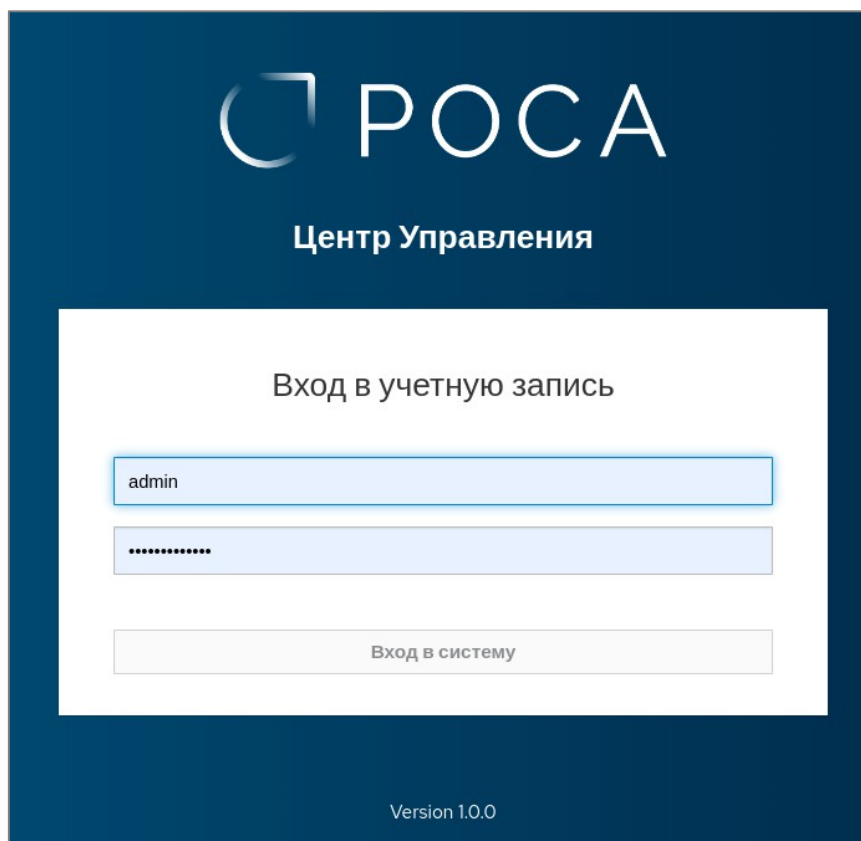 РОСА
Центр Управления
Вход в учетную запись
admin
•••••••••••••
Вход в систему
Version 1.0.0